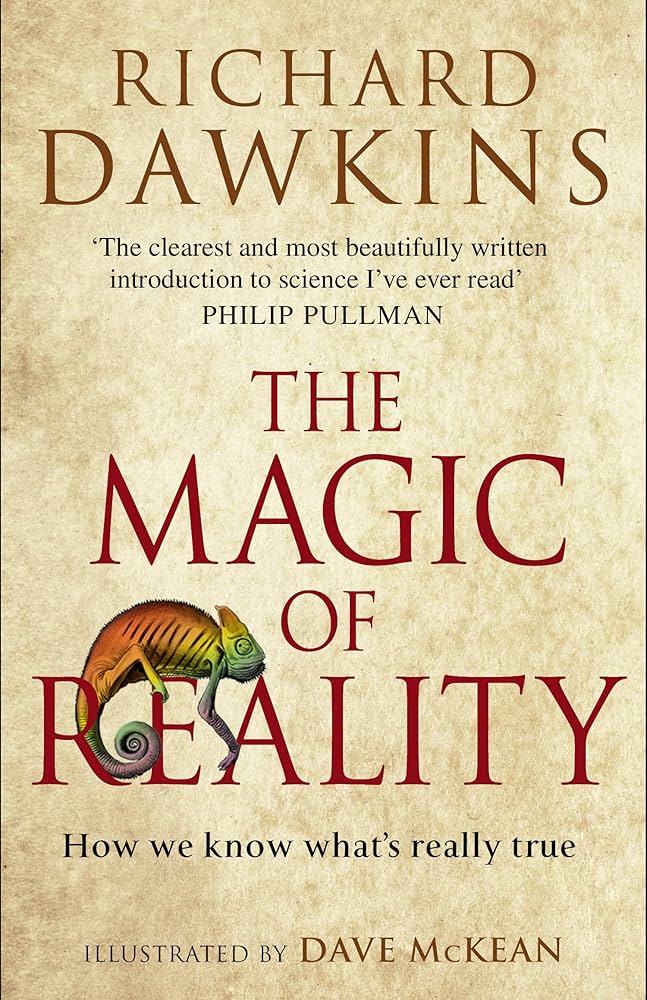 RICHARD
DAWKINS
‘The clearest and most beautifully written
introduction to science I’ve ever read’
PHILIP PULLMAN
THE
MAGIC
OF
REALITY
How we know what’s really true
ILLUSTRATED BY DAVE McKEAN